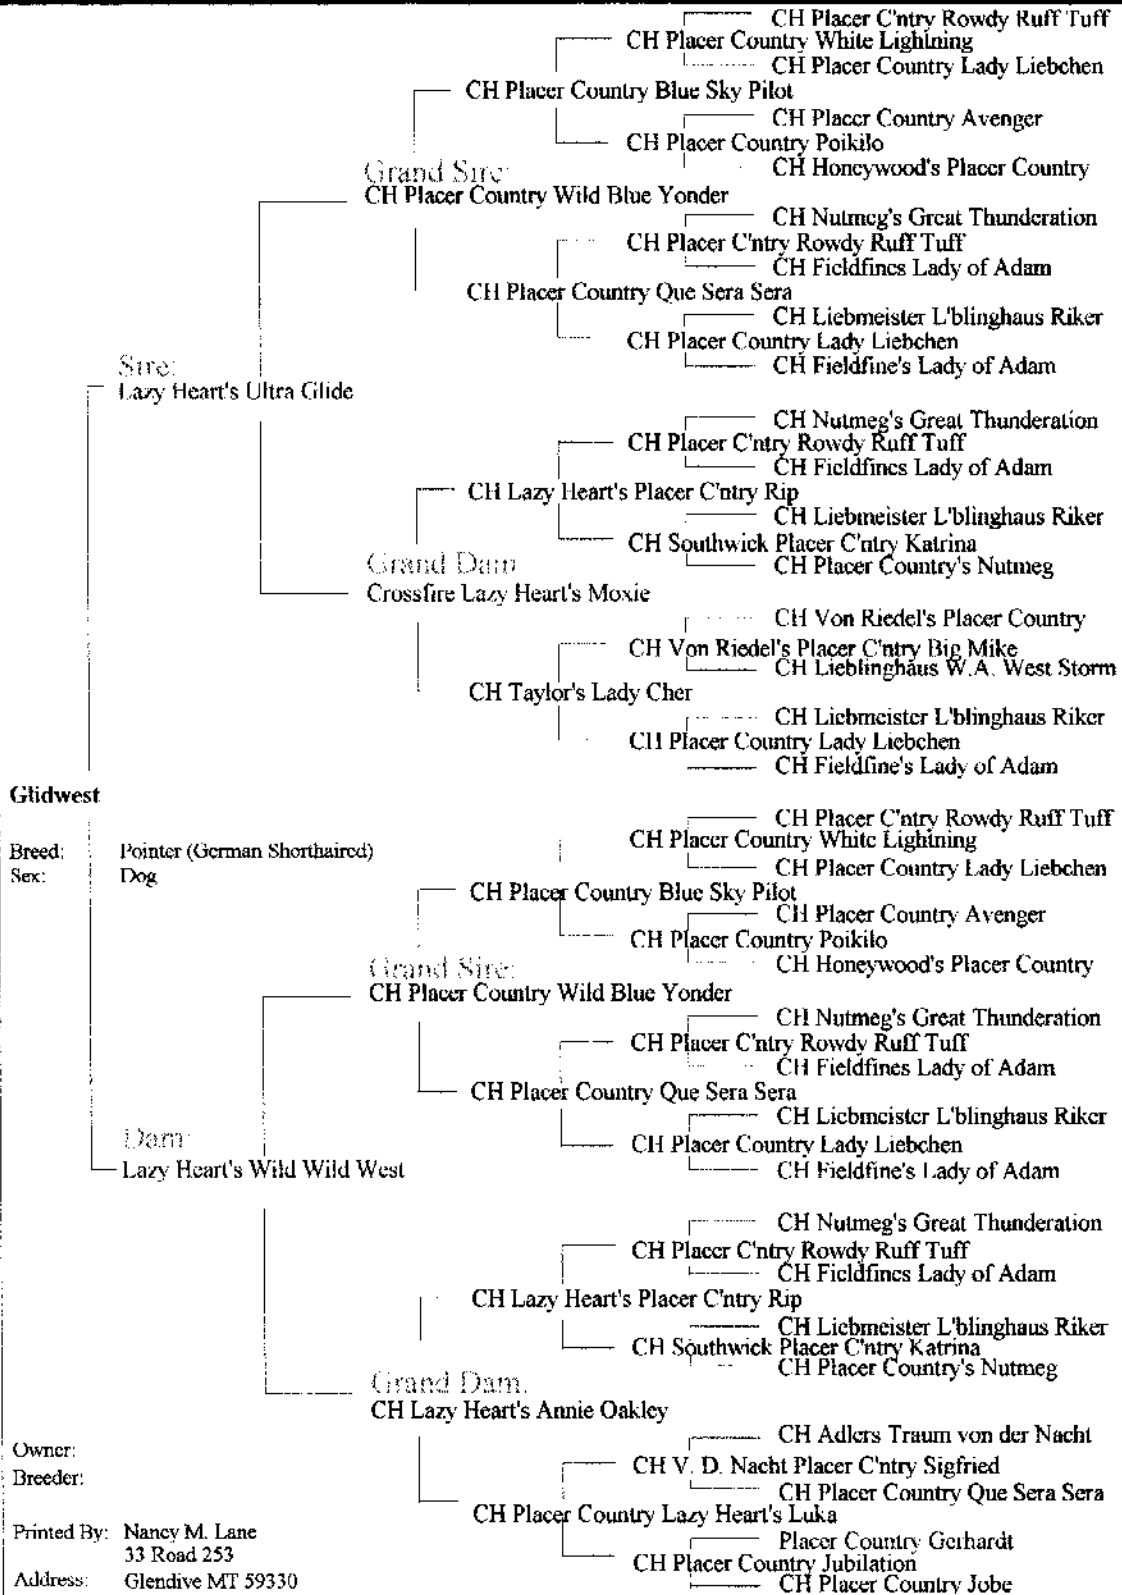 CH Placer C'ntry Rowdy Ruff Tuff
CH Placer Country White Lightning
CH Placer Country Lady Liebchen
CH Placer Country Blue Sky Pilot
CH Placer Country Avenger
CH Placer Country Poikilo
CH Honeywood's Placer Country
Grand Sire:
CH Placer Country Wild Blue Yonder
CH Nutmeg's Great Thunderation
CH Placer C'ntry Rowdy Ruff Tuff
CH Fieldfines Lady of Adam
CH Placer Country Que Sera Sera
CH Liebmeister L'blinghaus Riker
CH Placer Country Lady Liebchen
CH Fieldfine's Lady of Adam
Sire:
Lazy Heart's Ultra Glide
CH Nutmeg's Great Thunderation
CH Placer C'ntry Rowdy Ruff Tuff
CH Fieldfines Lady of Adam
CH Lazy Heart's Placer C'ntry Rip
CH Liebmeister L'blinghaus Riker
CH Southwick Placer C'ntry Katrina
CH Placer Country's Nutmeg
Grand Dam
Crossfire Lazy Heart's Moxie
CH Von Riedel's Placer Country
CH Von Riedel's Placer C'ntry Big Mike
CH Lieblinghaus W.A. West Storm
CH Taylor's Lady Cher
CH Liebmeister L'blinghaus Riker
CH Placer Country Lady Liebchen
CH Fieldfine's Lady of Adam
Glidwest
Breed: Pointer (German Shorthaired)
Sex: Dog
CH Placer C'ntry Rowdy Ruff Tuff
CH Placer Country White Lightning
CH Placer Country Lady Liebchen
CH Placer Country Blue Sky Pilot
CH Placer Country Avenger
CH Placer Country Poikilo
CH Honeywood's Placer Country
Grand Sire:
CH Placer Country Wild Blue Yonder
CH Nutmeg's Great Thunderation
CH Placer C'ntry Rowdy Ruff Tuff
CH Fieldfines Lady of Adam
CH Placer Country Que Sera Sera
CH Liebmeister L'blinghaus Riker
CH Placer Country Lady Liebchen
CH Fieldfine's Lady of Adam
Dam:
Lazy Heart's Wild Wild West
CH Nutmeg's Great Thunderation
CH Placer C'ntry Rowdy Ruff Tuff
CH Fieldfines Lady of Adam
CH Lazy Heart's Placer C'ntry Rip
CH Liebmeister L'blinghaus Riker
CH Southwick Placer C'ntry Katrina
CH Placer Country's Nutmeg
Grand Dam.
CH Lazy Heart's Annie Oakley
CH Adlers Traum von der Nacht
CH V. D. Nacht Placer C'ntry Sigfried
CH Placer Country Que Sera Sera
CH Placer Country Lazy Heart's Luka
Placer Country Gerhardt
CH Placer Country Jubilation
CH Placer Country Jobe
Owner:
Breeder:
Printed By: Nancy M. Lane
33 Road 253
Address: Glendive MT 59330